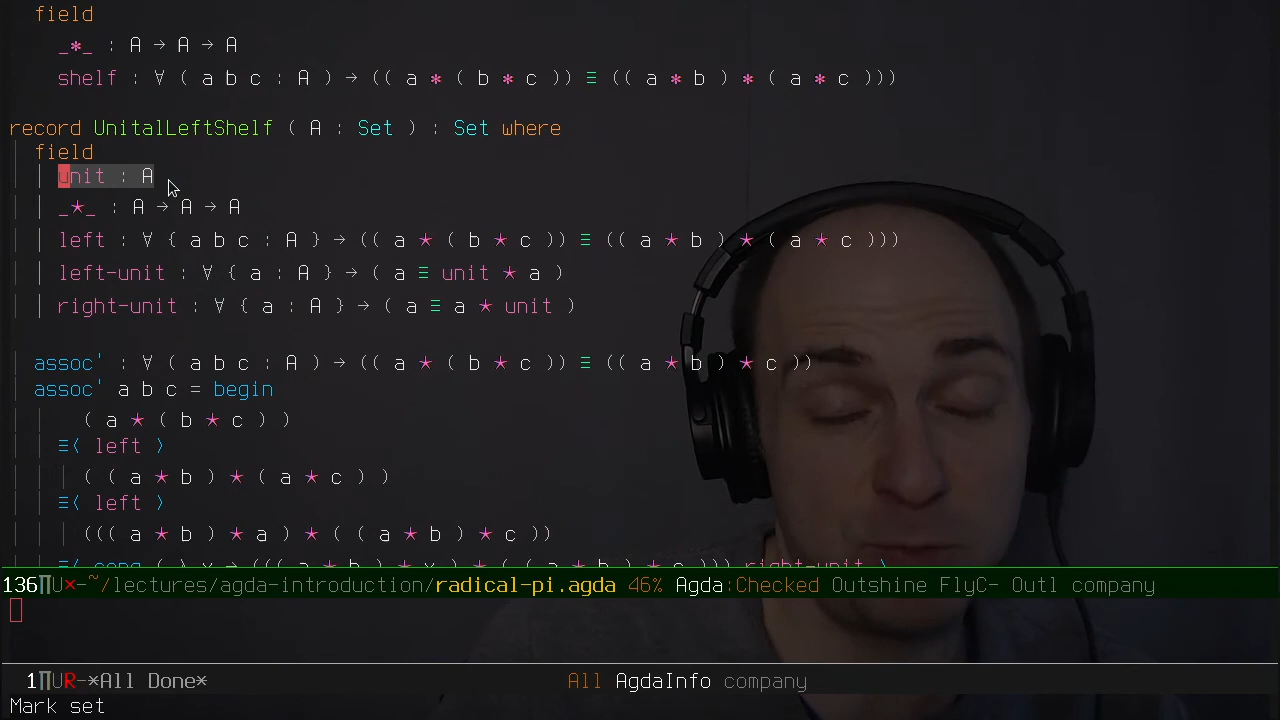 field
_∗_ : A → A → A
shelf : ∀ ( a b c : A ) → (( a ∗ ( b ∗ c )) ≡ (( a ∗ b ) ∗ ( a ∗ c )))
record UnitalLeftShelf ( A : Set ) : Set where
field
unit : A
_⋆_ : A → A → A
left : ∀ { a b c : A } → (( a ⋆ ( b ⋆ c )) ≡ (( a ⋆ b ) ⋆ ( a ⋆ c )))
left-unit : ∀ { a : A } → ( a ≡ unit ⋆ a )
right-unit : ∀ { a : A } → ( a ≡ a ⋆ unit )
assoc' : ∀ ( a b c : A ) → (( a ⋆ ( b ⋆ c )) ≡ (( a ⋆ b ) ⋆ c ))
assoc' a b c = begin
( a ⋆ ( b ⋆ c ) )
≡⟨ left ⟩
( ( a ⋆ b ) ⋆ ( a ⋆ c ) )
≡⟨ left ⟩
((( a ⋆ b ) ⋆ a ) ⋆ ( ( a ⋆ b ) ⋆ c ))
136∏U×-~/lectures/agda-introduction/radical-pi.agda 46% Agda:Checked Outshine FlyC- Outl company
1∏UR-*All Done* All AgdaInfo company
Mark set